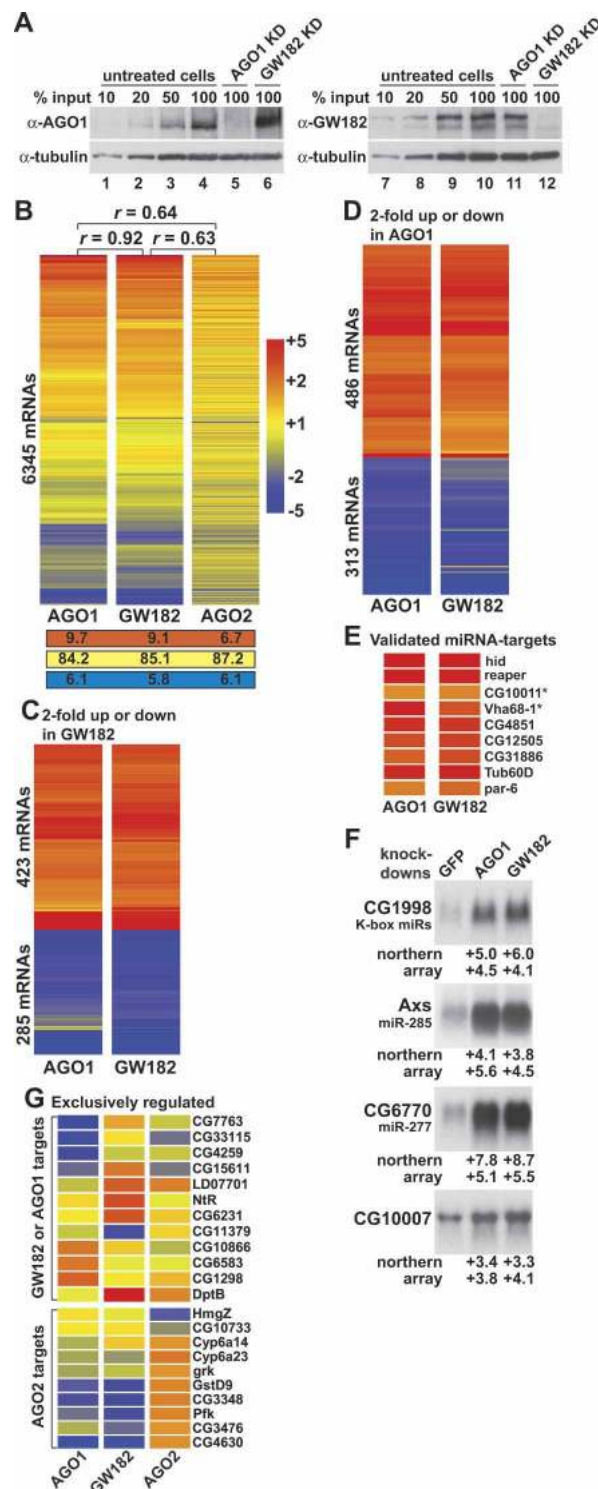 A
untreated cells
AGO1 KD
GW182 KD
% input 10 20 50 100 100 100
α-AGO1
α-tubulin
1 2 3 4 5 6
untreated cells
AGO1 KD
GW182 KD
% input 10 20 50 100 100 100
α-GW182
α-tubulin
7 8 9 10 11 12
B
r = 0.64
r = 0.92 r = 0.63
6345 mRNAs
+5
+2
+1
-2
-5
AGO1 GW182 AGO2
9.7 9.1 6.7
84.2 85.1 87.2
6.1 5.8 6.1
C
2-fold up or down
in GW182
423 mRNAs
285 mRNAs
AGO1 GW182
D
2-fold up or down
in AGO1
486 mRNAs
313 mRNAs
AGO1 GW182
E Validated miRNA-targets
hid
reaper
CG10011*
Vha68-1*
CG4851
CG12505
CG31886
Tub60D
par-6
AGO1 GW182
F
knock-
downs
GFP
AGO1
GW182
CG1998
K-box miRs
northern +5.0 +6.0
array +4.5 +4.1
Axs
miR-285
northern +4.1 +3.8
array +5.6 +4.5
CG6770
miR-277
northern +7.8 +8.7
array +5.1 +5.5
CG10007
northern +3.4 +3.3
array +3.8 +4.1
G Exclusively regulated
GW182 or AGO1 targets
CG7763
CG33115
CG4259
CG15611
LD07701
NtR
CG6231
CG11379
CG10866
CG6583
CG1298
DptB
AGO2 targets
HmgZ
CG10733
Cyp6a14
Cyp6a23
grk
GstD9
CG3348
Pfk
CG3476
CG4630
AGO1
GW182
AGO2